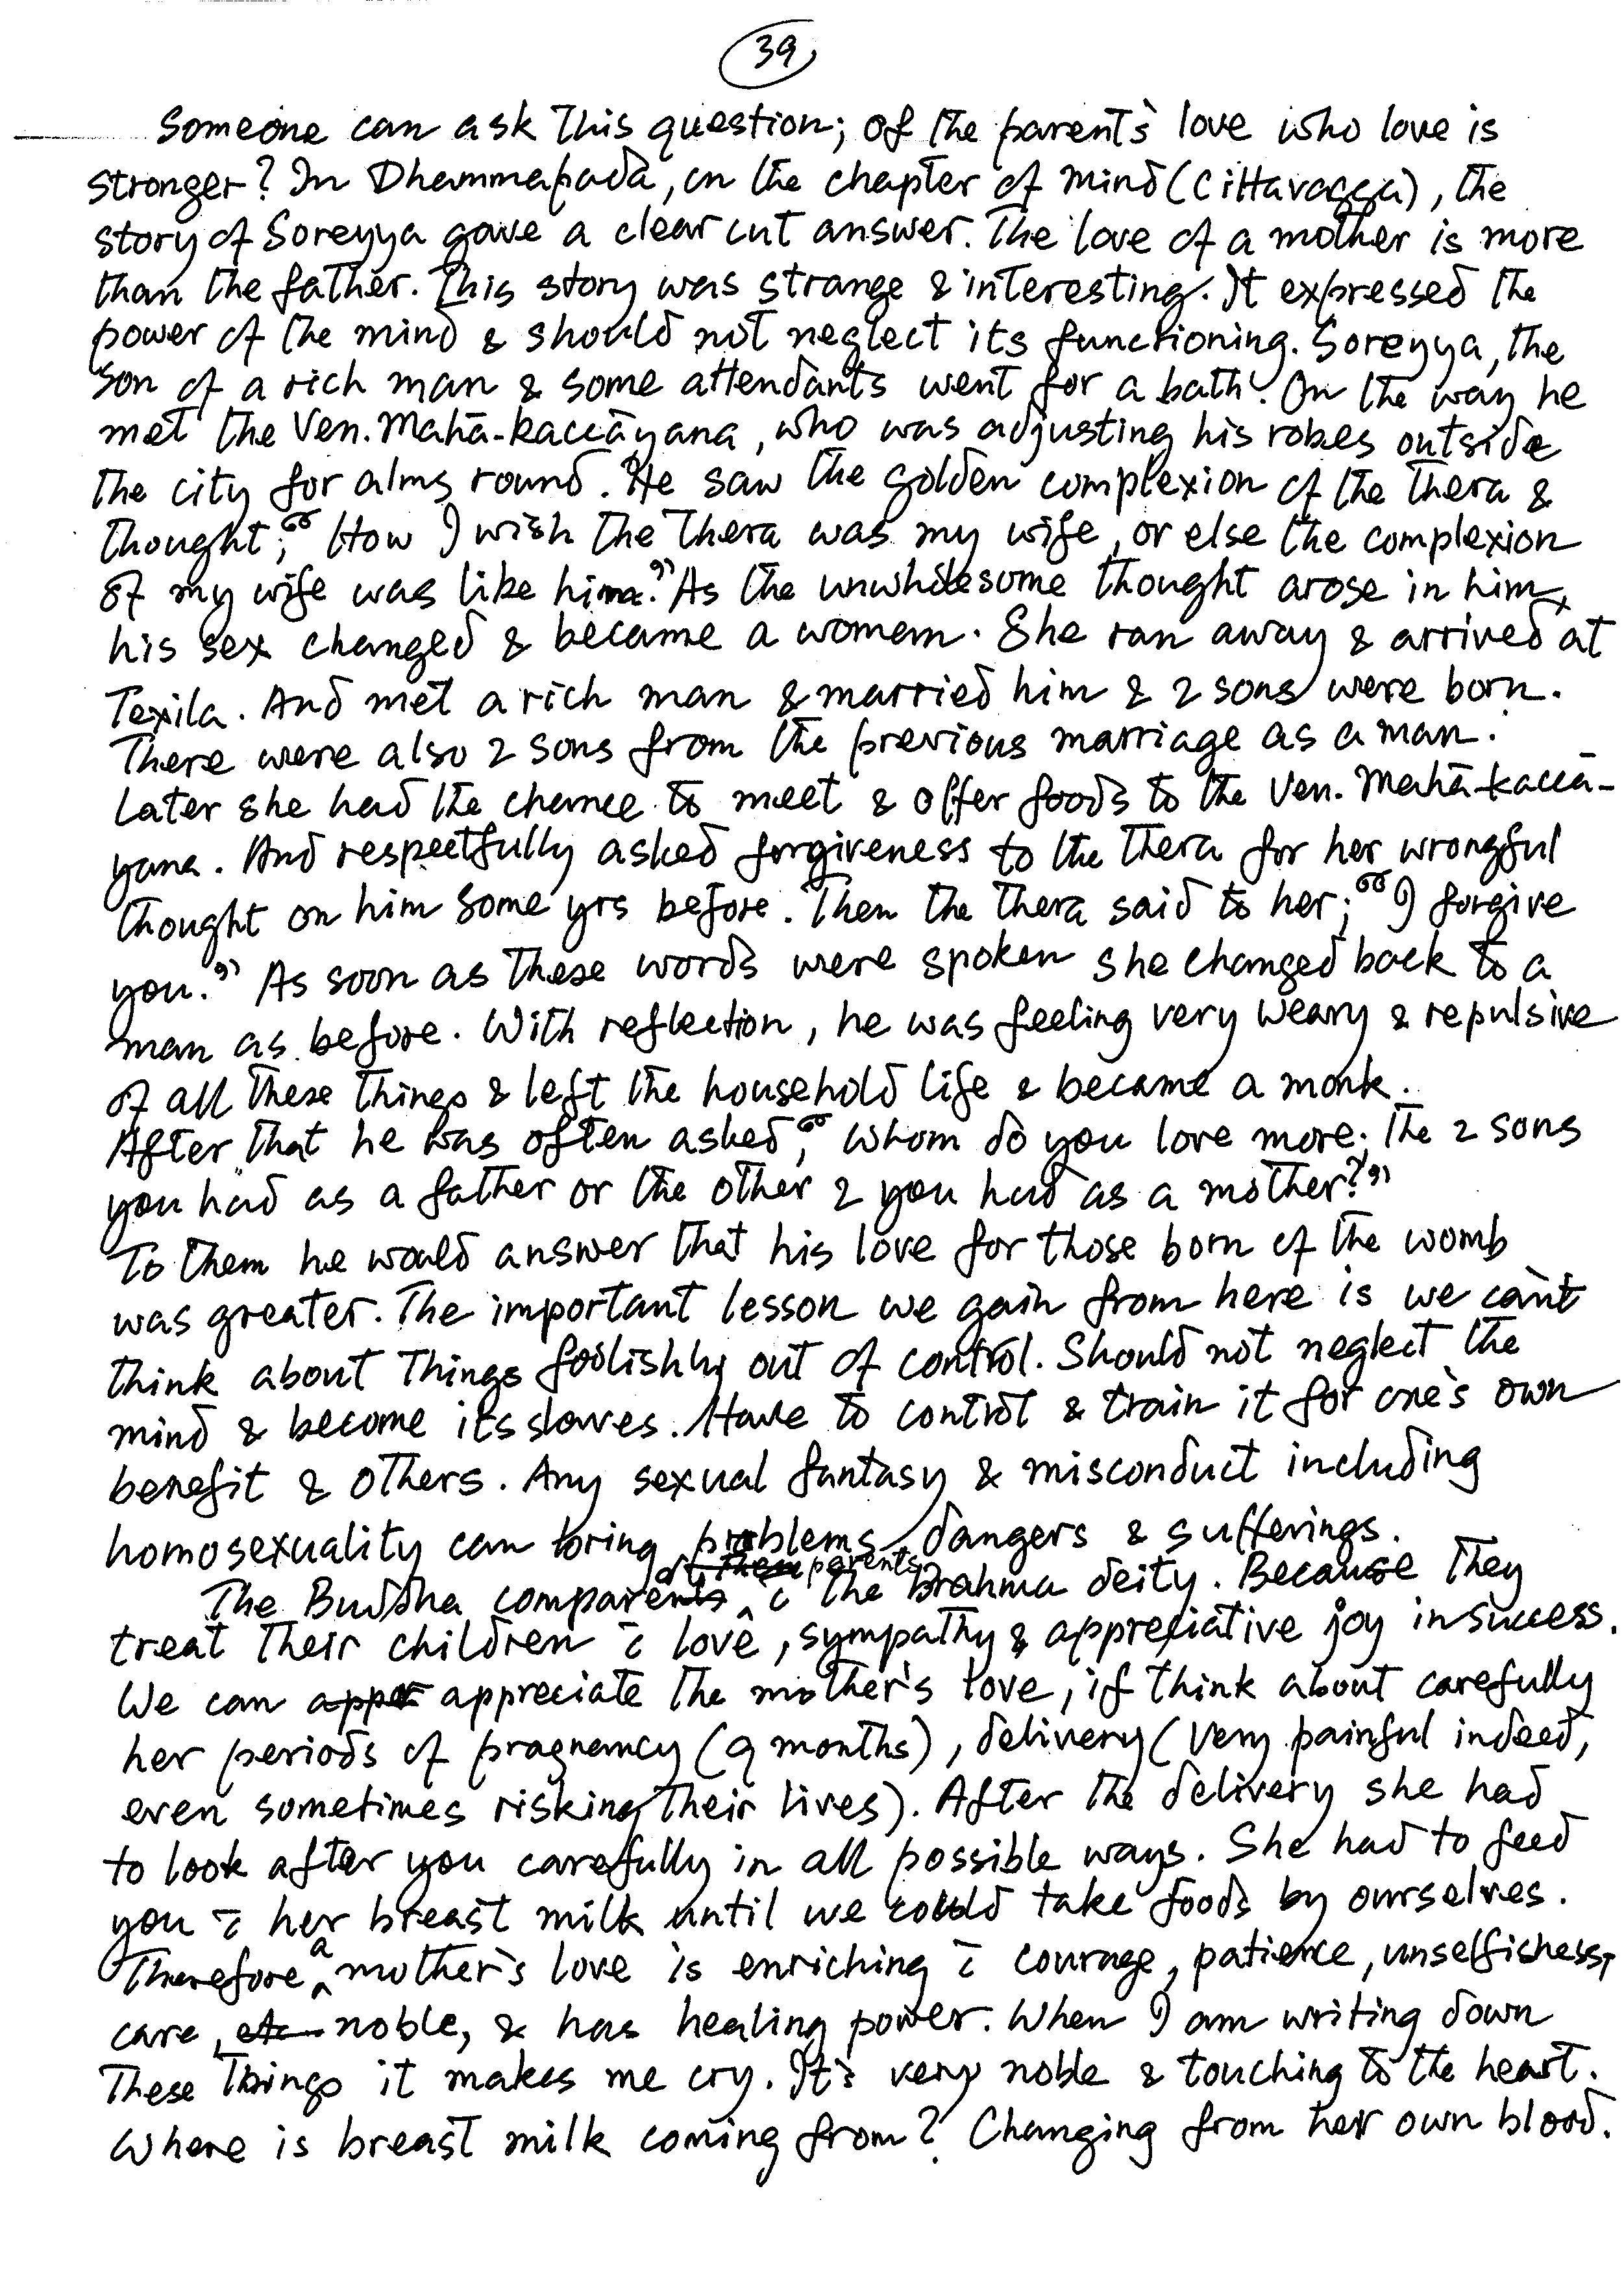 39
Someone can ask this question; of the parent's love who love is
stronger? In Dhammapada, in the chapter of mind (Cittavagga), the
story of Soreyya gave a clear cut answer. The love of a mother is more
than the father. This story was strange & interesting. It expressed the
power of the mind & should not neglect its functioning. Soreyya, the
son of a rich man & some attendants went for a bath. On the way he
met the Ven. Mahā-kaccāyana, who was adjusting his robes outside
the city for alms round. He saw the golden complexion of the Thera &
thought; "How I wish the Thera was my wife, or else the complexion
of my wife was like him." As the unwholesome thought arose in him,
his sex changed & became a women. She ran away & arrived at
Texila. And met a rich man & married him & 2 sons were born.
There were also 2 sons from the previous marriage as a man.
Later she had the chance to meet & offer foods to the Ven. Mahā-kaccā-
yana. And respectfully asked forgiveness to the Thera for her wrongful
thought on him some yrs before. Then the Thera said to her; "I forgive
you." As soon as these words were spoken she changed back to a
man as before. With reflection, he was feeling very weary & repulsive
of all these things & left the household life & became a monk.
After that he was often asked, "Whom do you love more; the 2 sons
you had as a father or the other 2 you had as a mother?"
To them he would answer that his love for those born of the womb
was greater. The important lesson we gain from here is we can't
think about things foolishly out of control. Should not neglect the
mind & become its slaves. Have to control & train it for one's own
benefit & others. Any sexual fantasy & misconduct including
homosexuality can bring problems, dangers & sufferings.
The Buddha compared parents c̄ the brahma deity. Because they
treat their children c̄ love, sympathy & appreciative joy in success.
We can appreciate the mother's love, if think about carefully
her periods of pragnancy (9 months), delivery (very painful indeed,
even sometimes risking their lives). After the delivery she had
to look after you carefully in all possible ways. She had to feed
you c̄ her breast milk until we could take foods by ourselves.
Therefore a mother's love is enriching c̄ courage, patience, unselfishess,
care, noble, & has healing power. When I am writing down
these things it makes me cry. It's very noble & touching to the heart.
Where is breast milk coming from? Changing from her own blood.